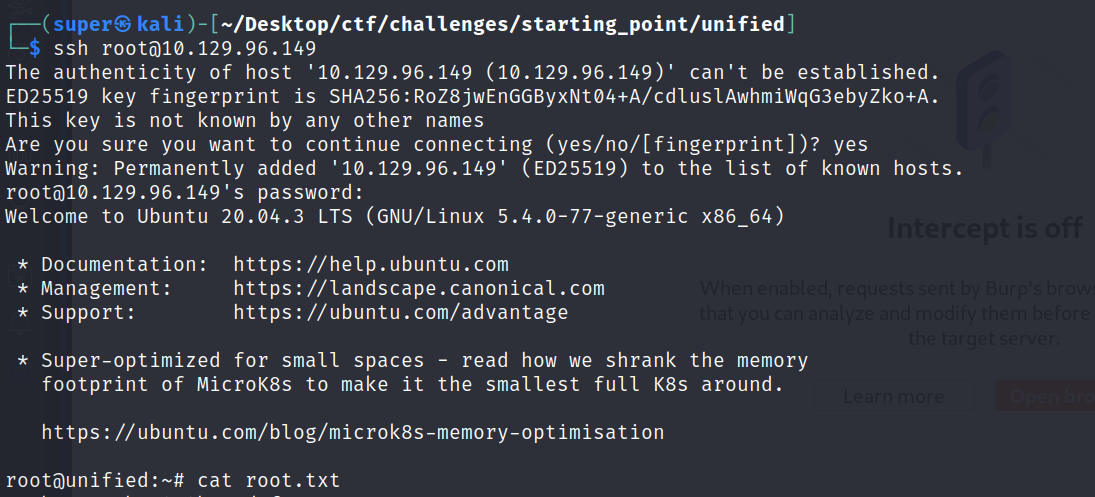 (super㉿kali)-[~/Desktop/ctf/challenges/starting_point/unified]
$ ssh root@10.129.96.149
The authenticity of host '10.129.96.149 (10.129.96.149)' can't be established.
ED25519 key fingerprint is SHA256:RoZ8jwEnGGByxNt04+A/cdluslAwhmiWqG3ebyZko+A.
This key is not known by any other names
Are you sure you want to continue connecting (yes/no/[fingerprint])? yes
Warning: Permanently added '10.129.96.149' (ED25519) to the list of known hosts.
root@10.129.96.149's password:
Welcome to Ubuntu 20.04.3 LTS (GNU/Linux 5.4.0-77-generic x86_64)
* Documentation: https://help.ubuntu.com
* Management: https://landscape.canonical.com
* Support: https://ubuntu.com/advantage
* Super-optimized for small spaces - read how we shrank the memory
footprint of MicroK8s to make it the smallest full K8s around.
https://ubuntu.com/blog/microk8s-memory-optimisation
root@unified:~# cat root.txt
Intercept is off
When enabled, requests sent by Burp's brows
that you can analyze and modify them before
the target server.
Learn more
Open bro